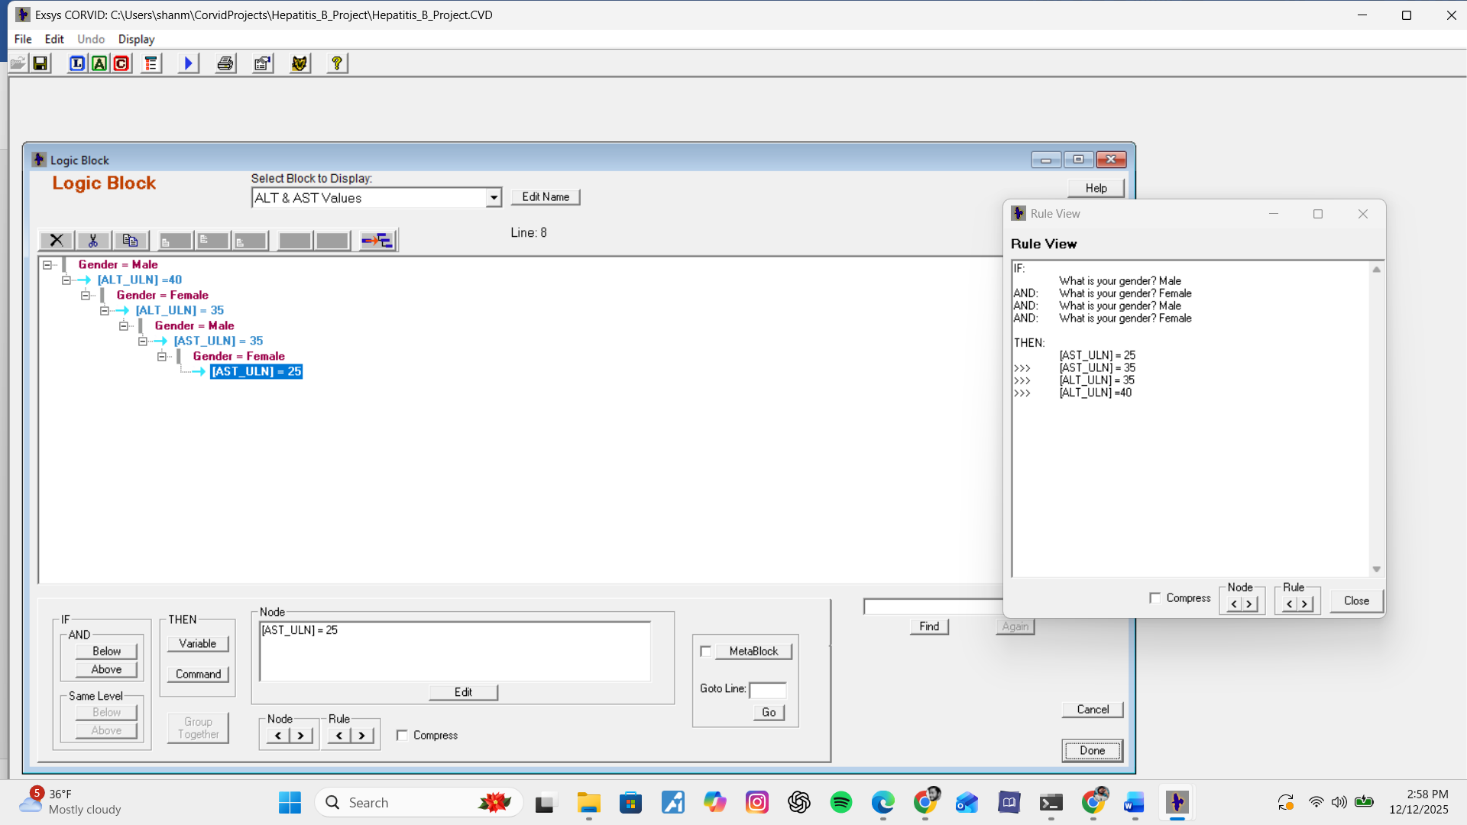 Exsys CORVID: C:\Users\shanm\CorvidProjects\Hepatitis_B_Project\Hepatitis_B_Project.CVD
File Edit Undo Display
L A C
Logic Block
Logic Block
Select Block to Display:
ALT & AST Values
Edit Name
Help
Line: 8
Gender = Male
[ALT_ULN] =40
Gender = Female
[ALT_ULN] = 35
Gender = Male
[AST_ULN] = 35
Gender = Female
[AST_ULN] = 25
Rule View
Rule View
IF:
What is your gender? Male
AND: What is your gender? Female
AND: What is your gender? Male
AND: What is your gender? Female
THEN:
[AST_ULN] = 25
>>> [AST_ULN] = 35
>>> [ALT_ULN] = 35
>>> [ALT_ULN] =40
Compress
Node
< >
Rule
< >
Close
IF
AND
Below
Above
Same Level
Below
Above
THEN
Variable
Command
Group Together
Node
[AST_ULN] = 25
Edit
Node
< >
Rule
< >
Compress
MetaBlock
Goto Line:
Go
Find
Again
Cancel
Done
5
36°F
Mostly cloudy
Search
2:58 PM
12/12/2025